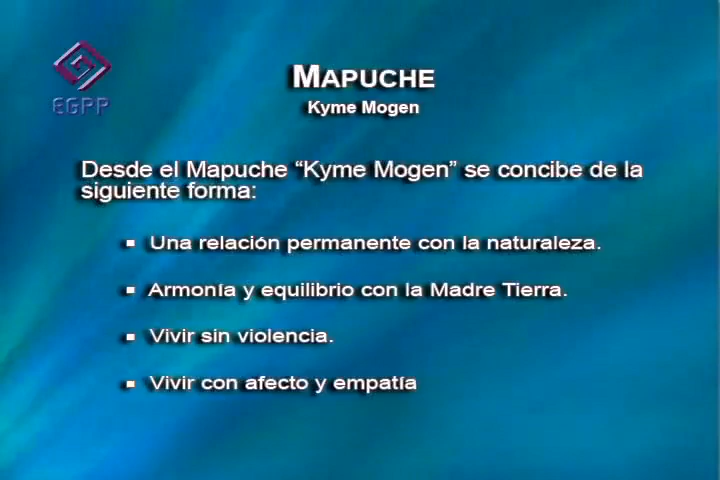 EGPP
MAPUCHE
Kyme Mogen
Desde el Mapuche “Kyme Mogen” se concibe de la
siguiente forma:
▪ Una relación permanente con la naturaleza.
▪ Armonía y equilibrio con la Madre Tierra.
▪ Vivir sin violencia.
▪ Vivir con afecto y empatía